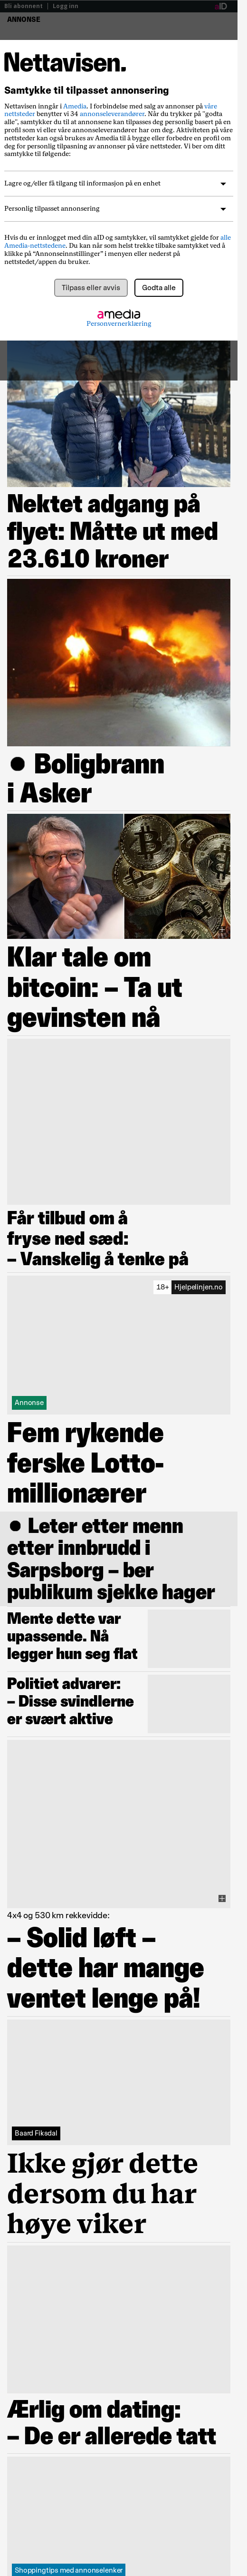 Bli abonnent | Logg inn
aID
ANNONSE
Nettavisen.
Samtykke til tilpasset annonsering
Nettavisen inngår i Amedia. I forbindelse med salg av annonser på våre
nettsteder benytter vi 34 annonseleverandører. Når du trykker på "godta
alle", samtykker du til at annonsene kan tilpasses deg personlig basert på en
profil som vi eller våre annonseleverandører har om deg. Aktiviteten på våre
nettsteder kan også brukes av Amedia til å bygge eller forbedre en profil om
deg for personlig tilpasning av annonser på våre nettsteder. Vi ber om ditt
samtykke til følgende:
Lagre og/eller få tilgang til informasjon på en enhet
Personlig tilpasset annonsering
Hvis du er innlogget med din aID og samtykker, vil samtykket gjelde for alle
Amedia-nettstedene. Du kan når som helst trekke tilbake samtykket ved å
klikke på “Annonseinnstillinger” i menyen eller nederst på
nettstedet/appen du bruker.
Tilpass eller avvis
Godta alle
amedia
Personvernerklæring
Nektet adgang på
flyet: Måtte ut med
23.610 kroner
● Boligbrann
i Asker
Klar tale om
bitcoin: – Ta ut
gevinsten nå
Får tilbud om å
fryse ned sæd:
– Vanskelig å tenke på
18+ Hjelpelinjen.no
Annonse
Fem rykende
ferske Lotto-
millionærer
● Leter etter menn
etter innbrudd i
Sarpsborg – ber
publikum sjekke hager
Mente dette var
upassende. Nå
legger hun seg flat
Politiet advarer:
– Disse svindlerne
er svært aktive
4x4 og 530 km rekkevidde:
– Solid løft –
dette har mange
ventet lenge på!
Baard Fiksdal
Ikke gjør dette
dersom du har
høye viker
Ærlig om dating:
– De er allerede tatt
Shoppingtips med annonselenker